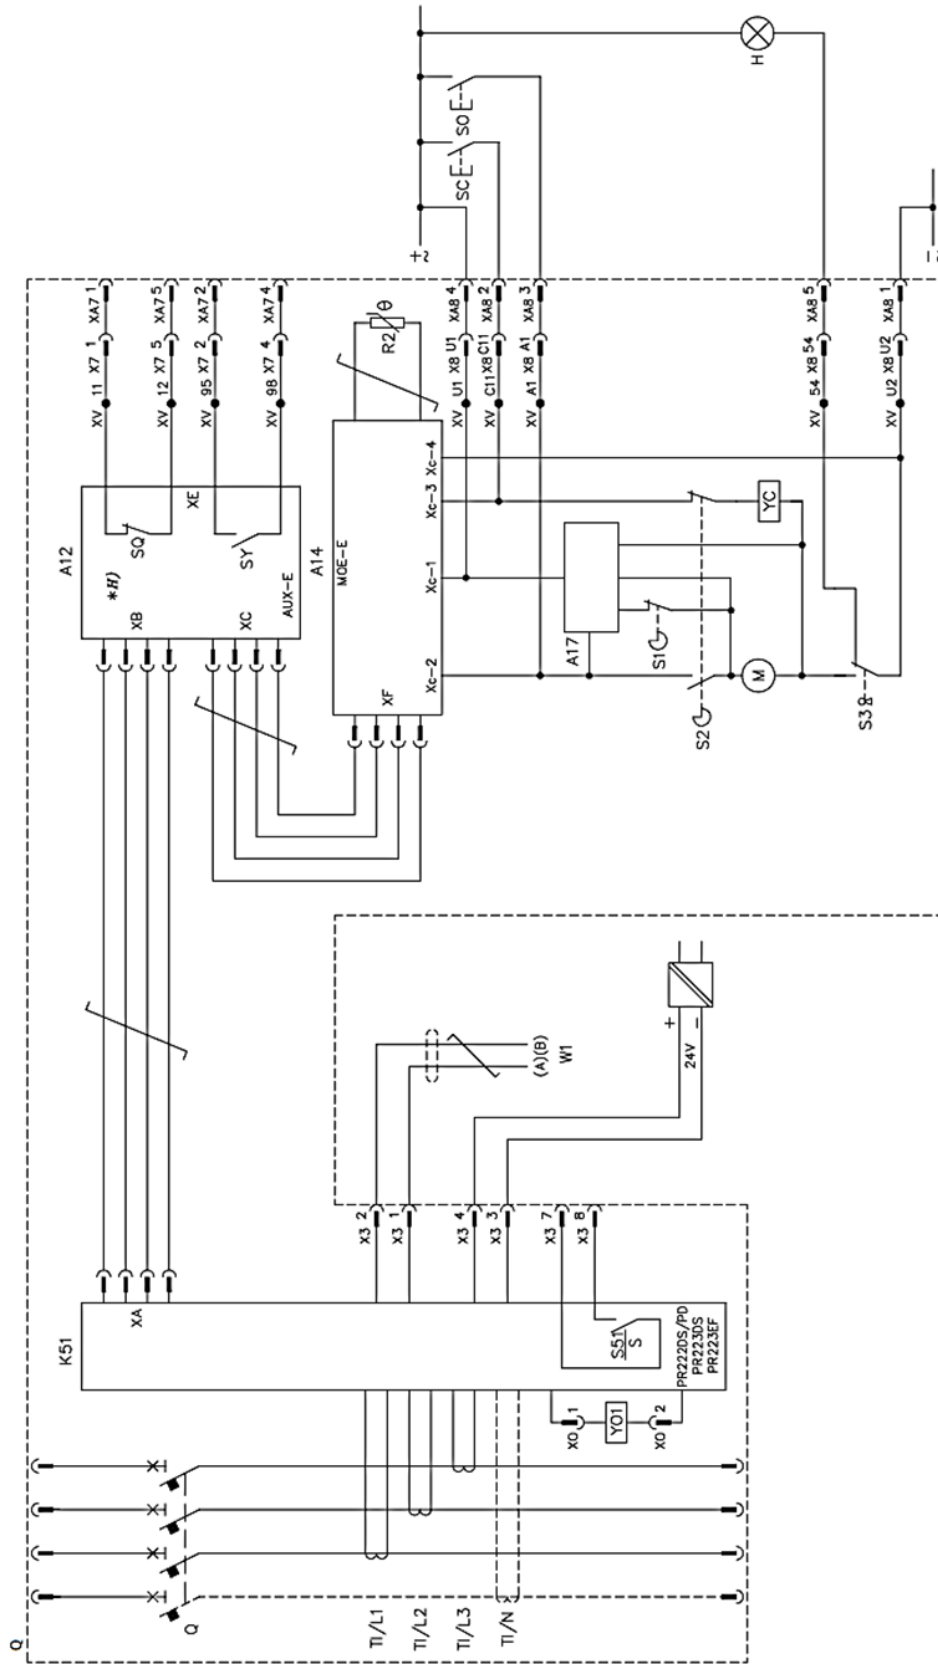 H
SO
SC
+
~
XV 11 X7 1 XA7 1
XV 12 X7 5 XA7 5
XV 95 X7 2 XA7 2
XV 98 X7 4 XA7 4
XV U1 X8 U1 XA8 4
XV C11 X8 C11 XA8 2
XV A1 X8 A1 XA8 3
XV 54 X8 54 XA8 5
XV U2 X8 U2 XA8 1
−
~
A12
*H)
SQ
XE
SY
XB
XC
AUX-E
A14
MOE-E
R2 θ
XF
Xc-4
Xc-3
Xc-1
Xc-2
A17
S1
S2
YC
M
S3
W1
(A)(B)
+
−
24V
X3 2
X3 1
X3 4
X3 3
X3 7
X3 8
K51
XA
S51
S
PR222DS/PD
PR223DS
PR223EF
XO 1
YO1
XO 2
Q
Q
TI/L1
TI/L2
TI/L3
TI/N